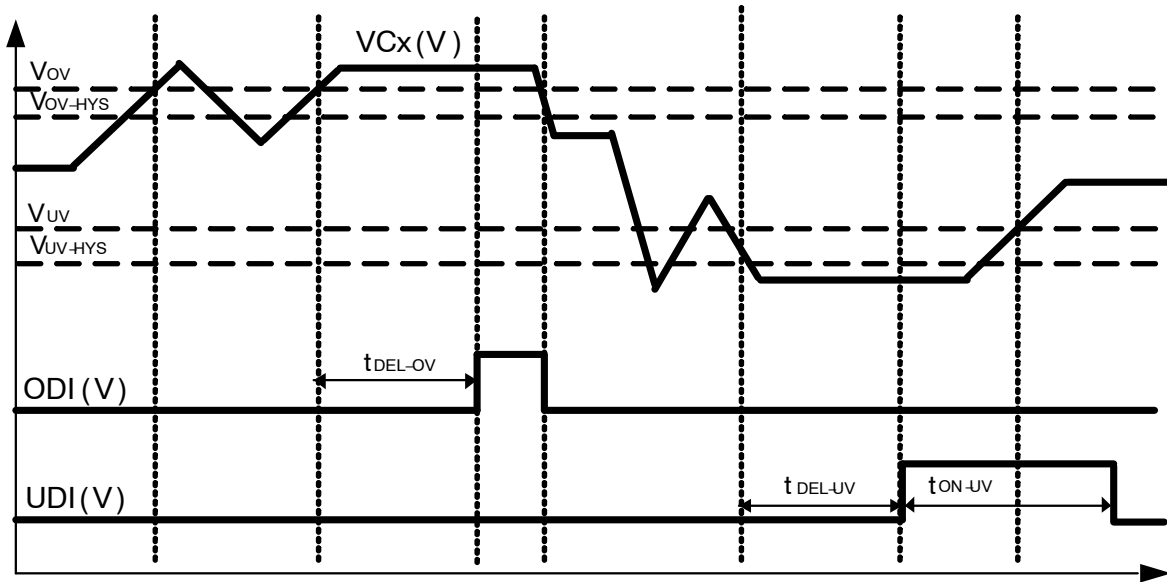 VCx(V)
VOV
VOV-HYS
VUV
VUV-HYS
tDEL-OV
ODI(V)
tDEL-UV
tON-UV
UDI(V)